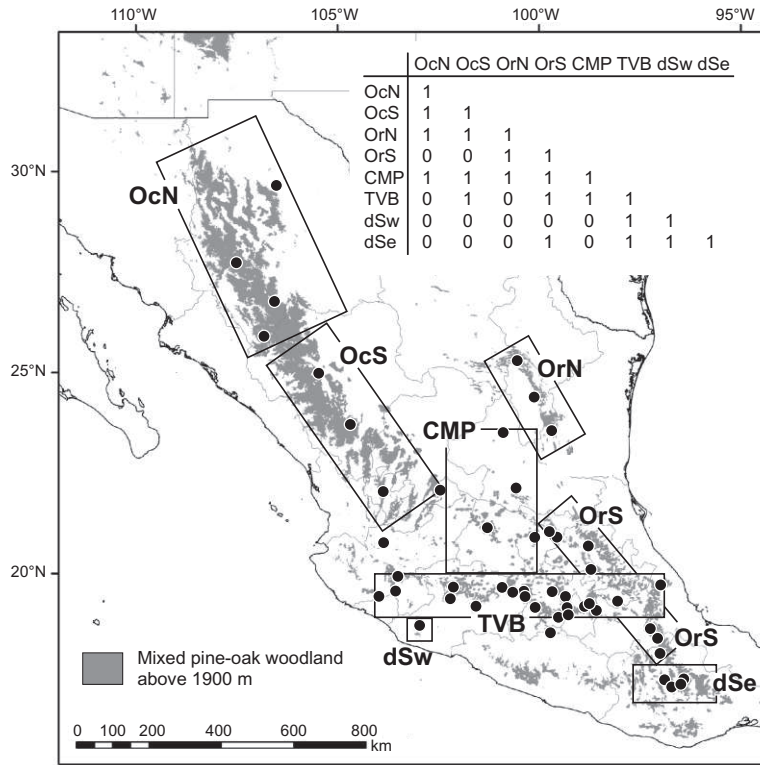 110°W 105°W 100°W 95°W
OcN OcS OrN OrS CMP TVB dSw dSe
OcN 1
OcS 1 1
OrN 1 1 1
OrS 0 0 1 1
CMP 1 1 1 1 1
TVB 0 1 0 1 1 1
dSw 0 0 0 0 0 1 1
dSe 0 0 0 1 0 1 1 1
30°N
OcN
OcS
25°N
OrN
CMP
OrS
20°N
TVB
OrS
dSw
dSe
Mixed pine-oak woodland
above 1900 m
0 100 200 400 600 800
km